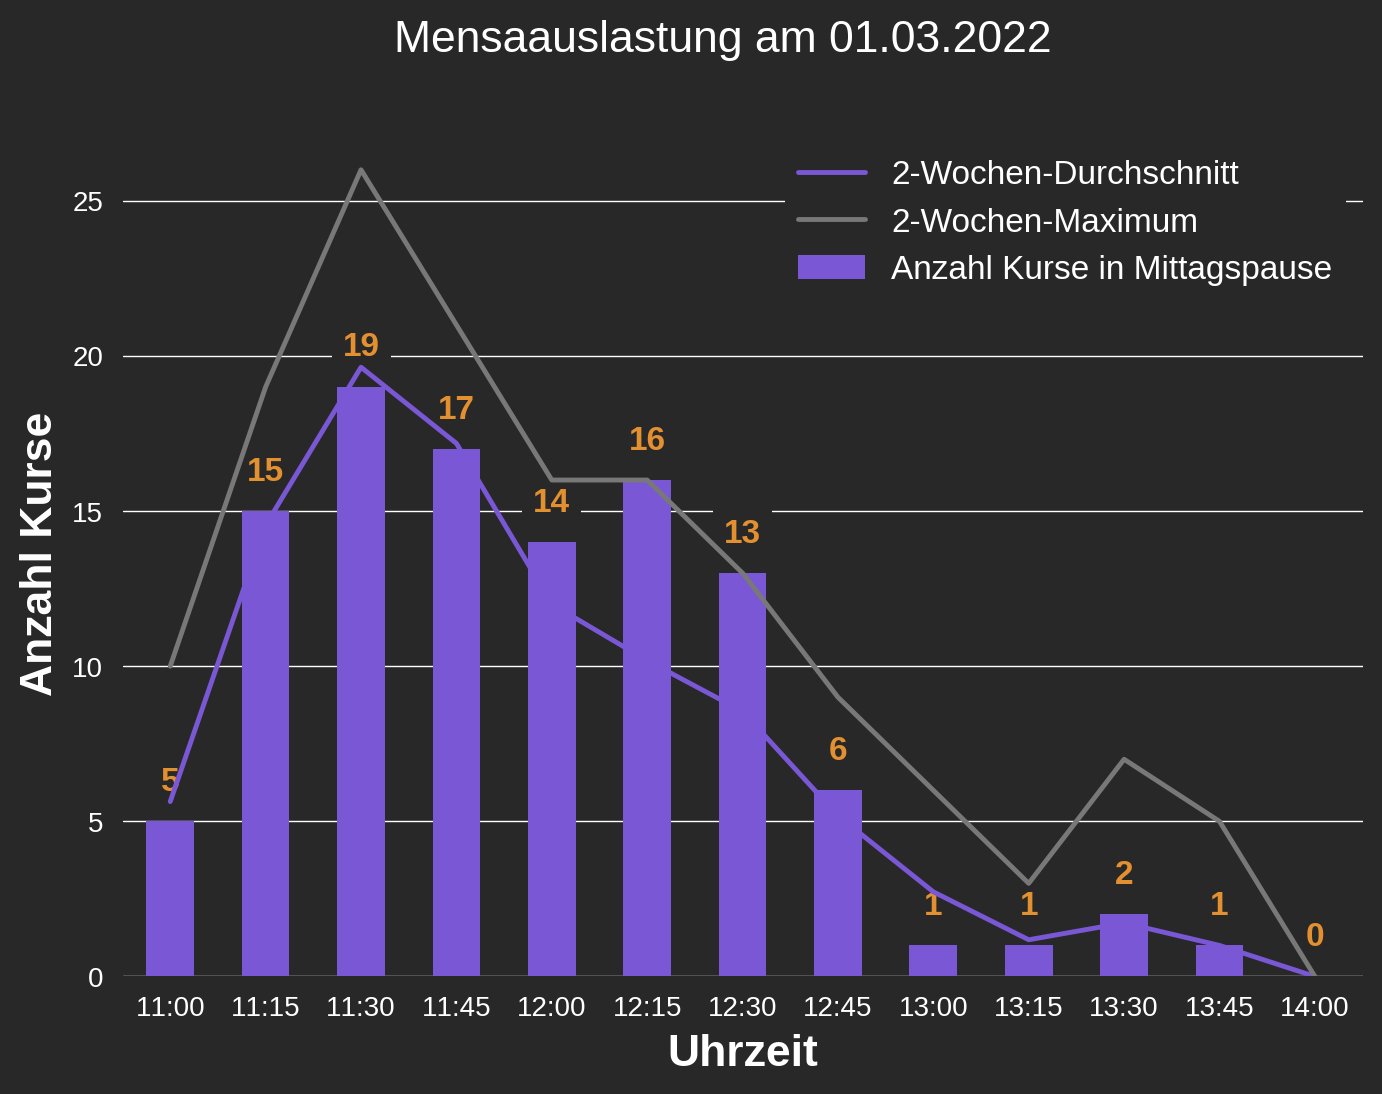 Mensaauslastung am 01.03.2022
2-Wochen-Durchschnitt
2-Wochen-Maximum
Anzahl Kurse in Mittagspause
Anzahl Kurse
25
20
15
10
5
0
5
15
19
17
14
16
13
6
1
1
2
1
0
11:00 11:15 11:30 11:45 12:00 12:15 12:30 12:45 13:00 13:15 13:30 13:45 14:00
Uhrzeit